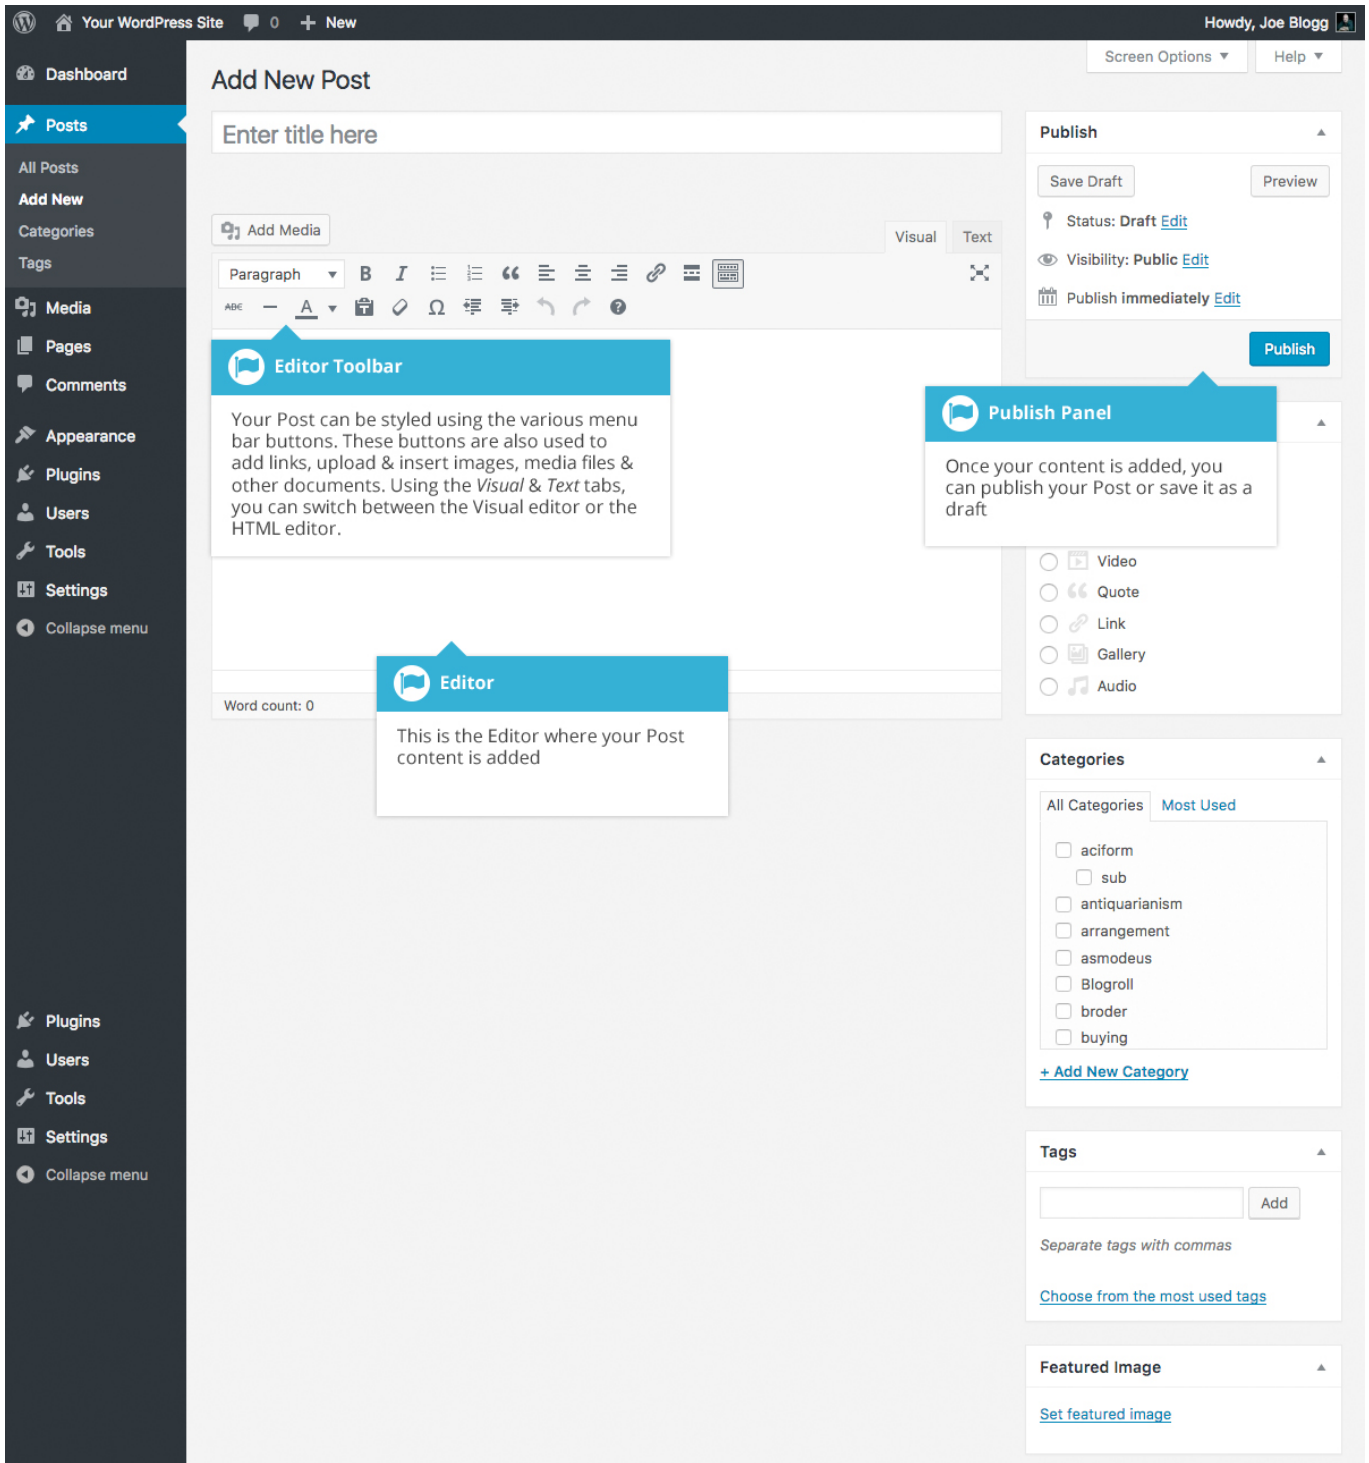 Your WordPress Site 0 + New Howdy, Joe Blogg
Screen Options Help
Dashboard
Posts
All Posts
Add New
Categories
Tags
Media
Pages
Comments
Appearance
Plugins
Users
Tools
Settings
Collapse menu
Plugins
Users
Tools
Settings
Collapse menu
Add New Post
Enter title here
Add Media
Visual Text
Paragraph B I
ABC A Ω
Editor Toolbar
Your Post can be styled using the various menu
bar buttons. These buttons are also used to
add links, upload & insert images, media files &
other documents. Using the Visual & Text tabs,
you can switch between the Visual editor or the
HTML editor.
Editor
This is the Editor where your Post
content is added
Word count: 0
Publish
Save Draft Preview
Status: Draft Edit
Visibility: Public Edit
Publish immediately Edit
Publish
Publish Panel
Once your content is added, you
can publish your Post or save it as a
draft
Video
Quote
Link
Gallery
Audio
Categories
All Categories Most Used
aciform
sub
antiquarianism
arrangement
asmodeus
Blogroll
broder
buying
+ Add New Category
Tags
Add
Separate tags with commas
Choose from the most used tags
Featured Image
Set featured image